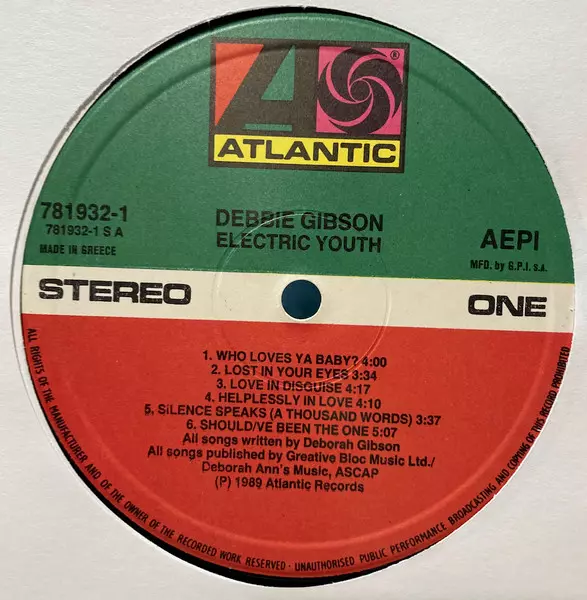 ®
ATLANTIC
781932-1
781932-1 S A
MADE IN GREECE
DEBBIE GIBSON
ELECTRIC YOUTH
AEPI
MFD. by G.P.I. S.A.
STEREO
ONE
1. WHO LOVES YA BABY? 4:00
2. LOST IN YOUR EYES 3:34
3. LOVE IN DISGUISE 4:17
4. HELPLESSLY IN LOVE 4:10
5. SILENCE SPEAKS (A THOUSAND WORDS) 3:37
6. SHOULD/VE BEEN THE ONE 5:07
All songs written by Deborah Gibson
All songs published by Greative Bloc Music Ltd./
Deborah Ann's Music, ASCAP
(P) 1989 Atlantic Records
ALL RIGHTS OF THE MANUFACTURER AND OF THE OWNER OF THE RECORDED WORK RESERVED · UNAUTHORISED PUBLIC PERFORMANCE BROADCASTING AND COPYING OF THIS RECORD PROHIBITED